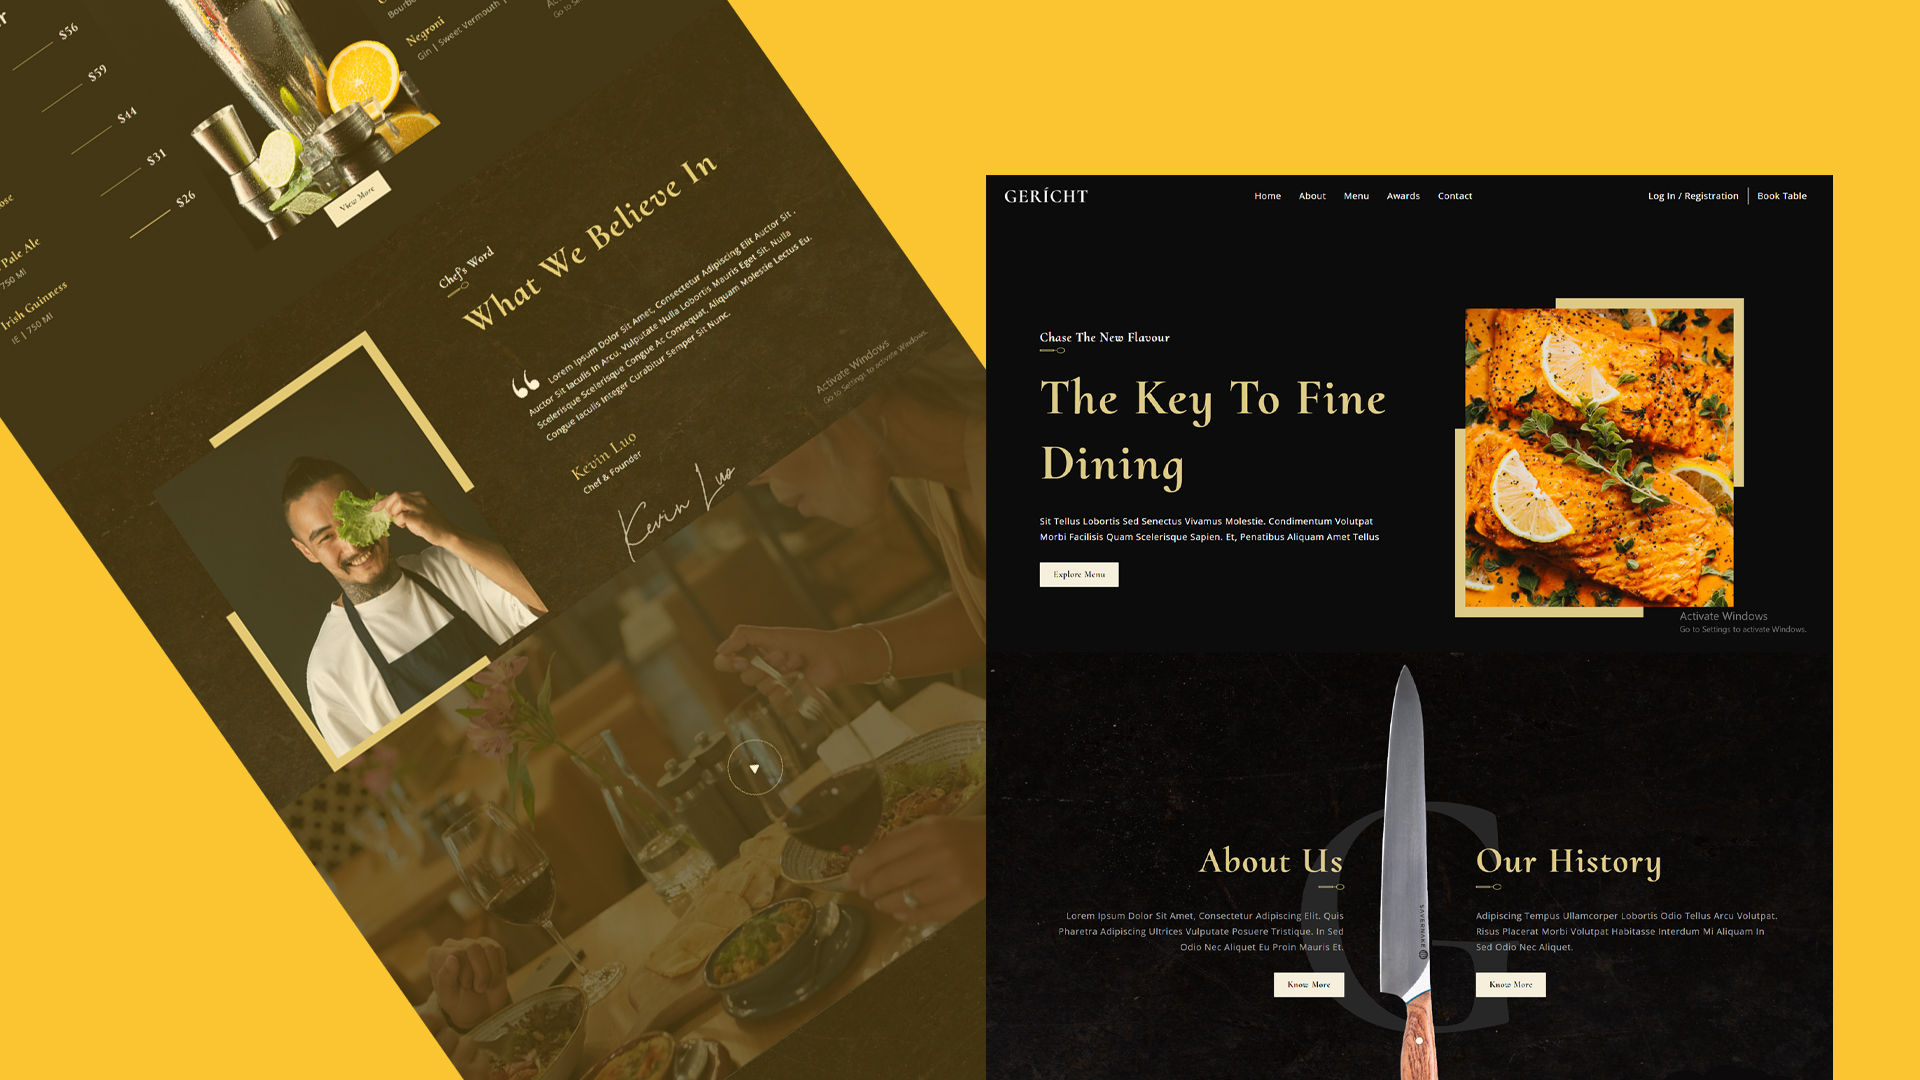 $56
$59
$44
$31
$26
Negroni
Gin | Sweet Vermouth |
View More
Pale Ale
750 Ml
Irish Guinness
IE | 750 Ml
Chef's Word
What We Believe In
“
Lorem Ipsum Dolor Sit Amet, Consectetur Adipiscing Elit Auctor Sit .
Auctor Sit Iaculis In Arcu. Vulputate Nulla Lobortis Mauris Eget Sit. Nulla
Scelerisque Scelerisque Congue Ac Consequat, Aliquam Molestie Lectus Eu.
Congue Iaculis Integer Curabitur Semper Sit Nunc.
Kevin Luo
Chef & Founder
Kevin Luo
Activate Windows
Go to Settings to activate Windows.
GERÍCHT
Home About Menu Awards Contact
Log In / Registration Book Table
Chase The New Flavour
The Key To Fine
Dining
Sit Tellus Lobortis Sed Senectus Vivamus Molestie. Condimentum Volutpat
Morbi Facilisis Quam Scelerisque Sapien. Et, Penatibus Aliquam Amet Tellus
Explore Menu
Activate Windows
Go to Settings to activate Windows.
G
About Us
Lorem Ipsum Dolor Sit Amet, Consectetur Adipiscing Elit. Quis
Pharetra Adipiscing Ultrices Vulputate Posuere Tristique. In Sed
Odio Nec Aliquet Eu Proin Mauris Et.
Know More
SAVERNAKE
Our History
Adipiscing Tempus Ullamcorper Lobortis Odio Tellus Arcu Volutpat.
Risus Placerat Morbi Volutpat Habitasse Interdum Mi Aliquam In
Sed Odio Nec Aliquet.
Know More